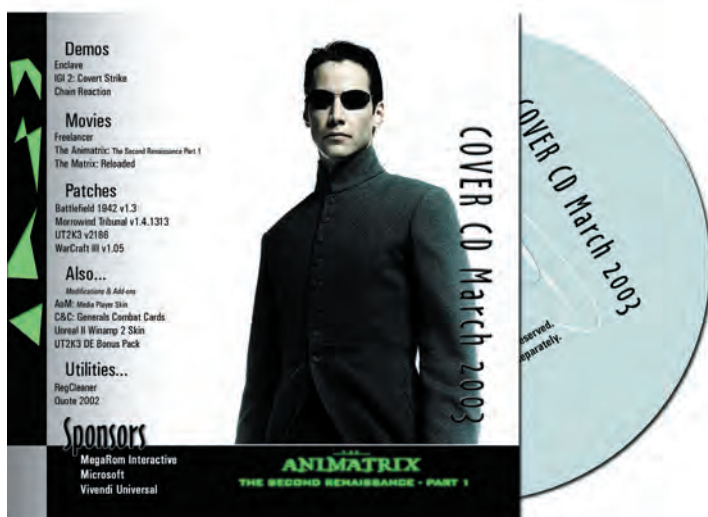 Demos
Enclave
IGI 2: Covert Strike
Chain Reaction
Movies
Freelancer
The Animatrix: The Second Renaissance Part 1
The Matrix: Reloaded
Patches
Battlefield 1942 v1.3
Morrowind Tribunal v1.4.1313
UT2K3 v2186
WarCraft III v1.05
Also...
Modifications & Add-ons
AoM: Media Player Skin
C&C: Generals Combat Cards
Unreal II Winamp 2 Skin
UT2K3 DE Bonus Pack
Utilities...
RegCleaner
Quote 2002
Sponsors
MegaRom Interactive
Microsoft
Vivendi Universal
COVER CD March 2003
THE
ANIMATRIX
THE SECOND RENAISSANCE - PART 1
COVER CD March 2003
eserved,
eparately.